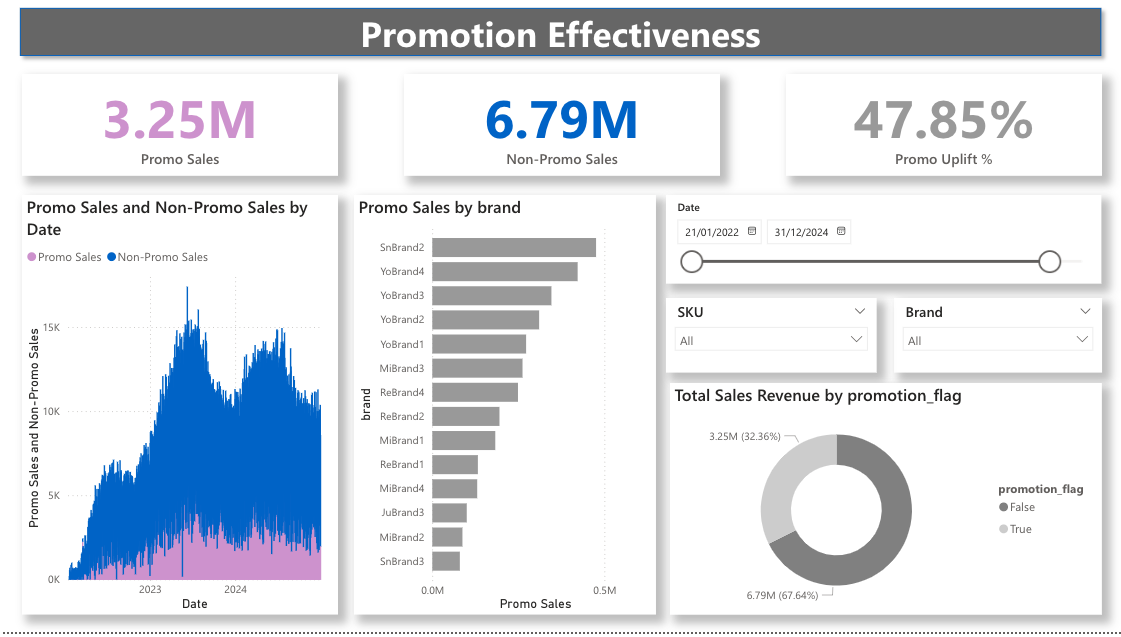 Promotion Effectiveness
3.25M
Promo Sales
6.79M
Non-Promo Sales
47.85%
Promo Uplift %
Promo Sales and Non-Promo Sales by
Date
Promo Sales
Non-Promo Sales
Promo Sales and Non-Promo Sales
15K
10K
5K
0K
2023
2024
Date
Promo Sales by brand
brand
SnBrand2
YoBrand4
YoBrand3
YoBrand2
YoBrand1
MiBrand3
ReBrand4
ReBrand2
MiBrand1
ReBrand1
MiBrand4
JuBrand3
MiBrand2
SnBrand3
0.0M
0.5M
Promo Sales
Date
21/01/2022
31/12/2024
SKU
All
Brand
All
Total Sales Revenue by promotion_flag
3.25M (32.36%)
6.79M (67.64%)
promotion_flag
False
True